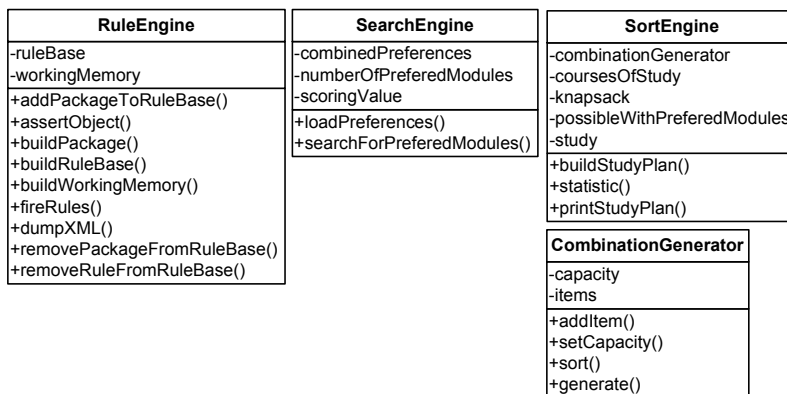 RuleEngine
-ruleBase
-workingMemory
+addPackageToRuleBase()
+assertObject()
+buildPackage()
+buildRuleBase()
+buildWorkingMemory()
+fireRules()
+dumpXML()
+removePackageFromRuleBase()
+removeRuleFromRuleBase()
SearchEngine
-combinedPreferences
-numberOfPreferedModules
-scoringValue
+loadPreferences()
+searchForPreferedModules()
SortEngine
-combinationGenerator
-coursesOfStudy
-knapsack
-possibleWithPreferedModules
-study
+buildStudyPlan()
+statistic()
+printStudyPlan()
CombinationGenerator
-capacity
-items
+addItem()
+setCapacity()
+sort()
+generate()